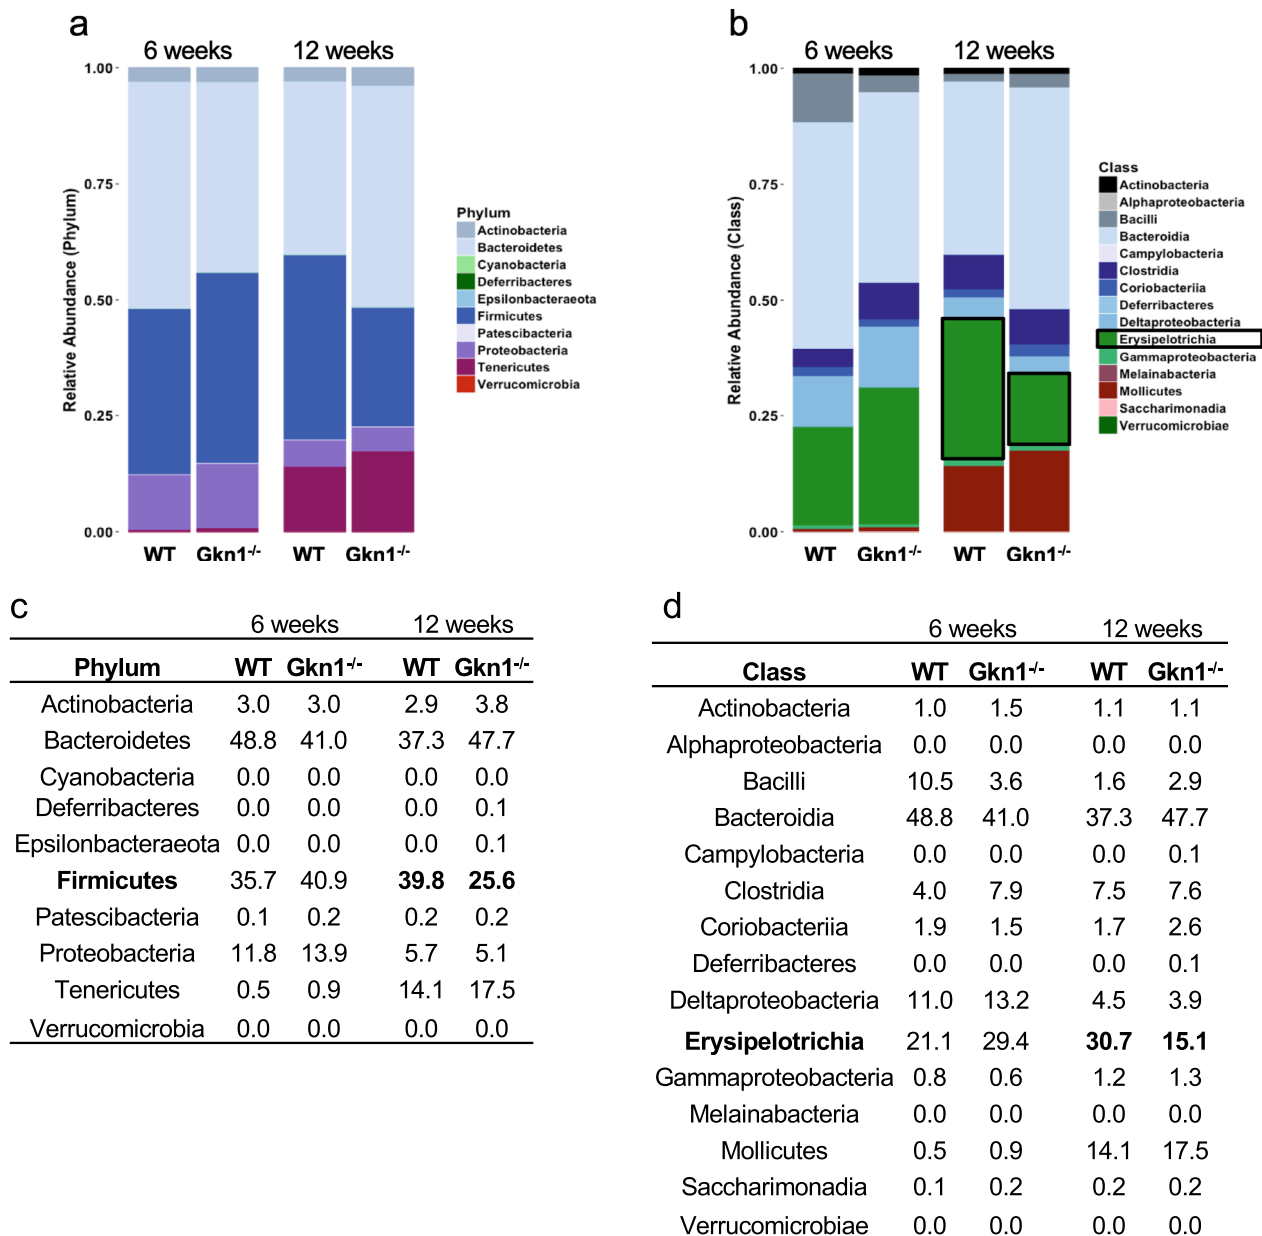 a
6 weeks 12 weeks
1.00
0.75
0.50
0.25
0.00
Relative Abundance (Phylum)
WT Gkn1-/- WT Gkn1-/-
Phylum
Actinobacteria
Bacteroidetes
Cyanobacteria
Deferribacteres
Epsilonbacteraeota
Firmicutes
Patescibacteria
Proteobacteria
Tenericutes
Verrucomicrobia
b
6 weeks 12 weeks
1.00
0.75
0.50
0.25
0.00
Relative Abundance (Class)
WT Gkn1-/- WT Gkn1-/-
Class
Actinobacteria
Alphaproteobacteria
Bacilli
Bacteroidia
Campylobacteria
Clostridia
Coriobacteriia
Deferribacteres
Deltaproteobacteria
Erysipelotrichia
Gammaproteobacteria
Melainabacteria
Mollicutes
Saccharimonadia
Verrucomicrobiae
c
6 weeks 12 weeks
Phylum WT Gkn1-/- WT Gkn1-/-
Actinobacteria 3.0 3.0 2.9 3.8
Bacteroidetes 48.8 41.0 37.3 47.7
Cyanobacteria 0.0 0.0 0.0 0.0
Deferribacteres 0.0 0.0 0.0 0.1
Epsilonbacteraeota 0.0 0.0 0.0 0.1
Firmicutes 35.7 40.9 39.8 25.6
Patescibacteria 0.1 0.2 0.2 0.2
Proteobacteria 11.8 13.9 5.7 5.1
Tenericutes 0.5 0.9 14.1 17.5
Verrucomicrobia 0.0 0.0 0.0 0.0
d
6 weeks 12 weeks
Class WT Gkn1-/- WT Gkn1-/-
Actinobacteria 1.0 1.5 1.1 1.1
Alphaproteobacteria 0.0 0.0 0.0 0.0
Bacilli 10.5 3.6 1.6 2.9
Bacteroidia 48.8 41.0 37.3 47.7
Campylobacteria 0.0 0.0 0.0 0.1
Clostridia 4.0 7.9 7.5 7.6
Coriobacteriia 1.9 1.5 1.7 2.6
Deferribacteres 0.0 0.0 0.0 0.1
Deltaproteobacteria 11.0 13.2 4.5 3.9
Erysipelotrichia 21.1 29.4 30.7 15.1
Gammaproteobacteria 0.8 0.6 1.2 1.3
Melainabacteria 0.0 0.0 0.0 0.0
Mollicutes 0.5 0.9 14.1 17.5
Saccharimonadia 0.1 0.2 0.2 0.2
Verrucomicrobiae 0.0 0.0 0.0 0.0